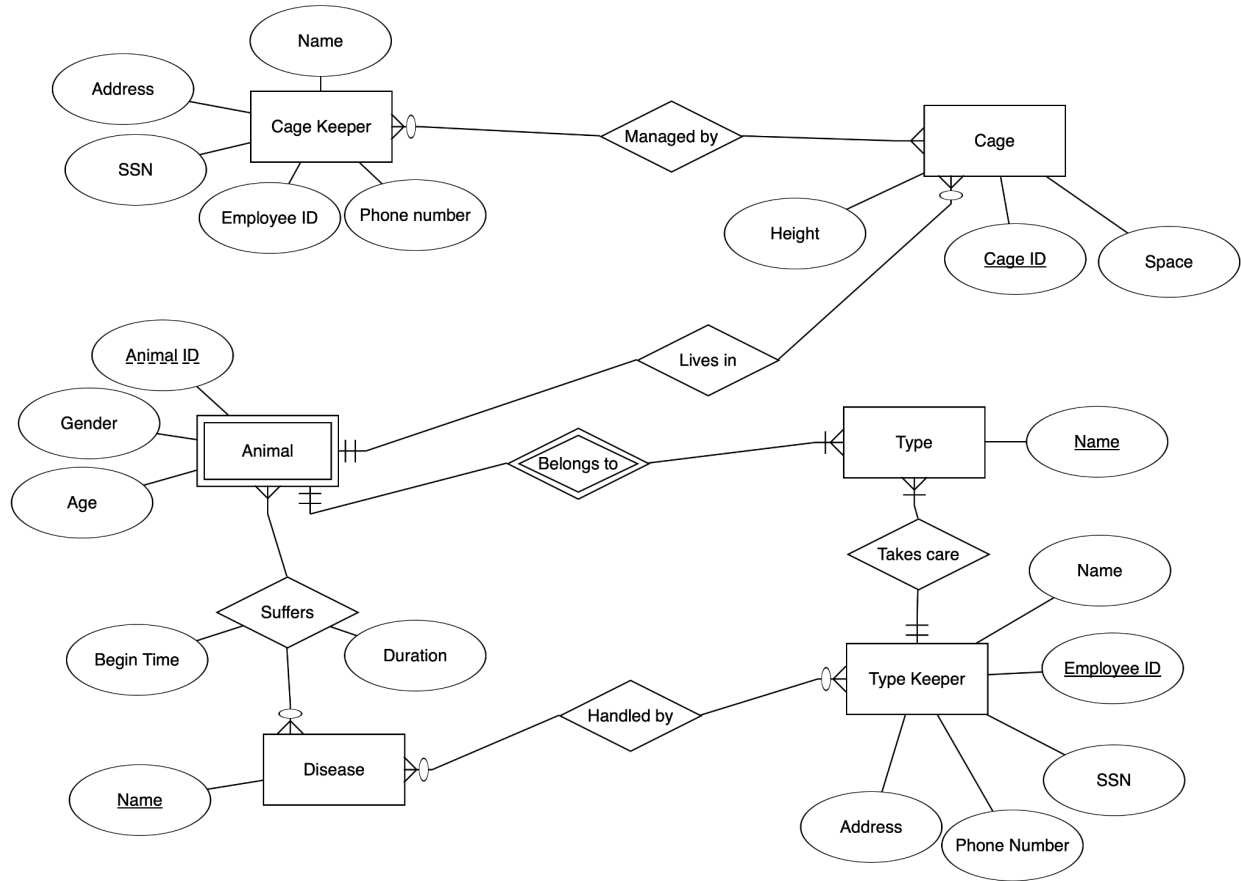 Name
Address
Cage Keeper
Managed by
Cage
SSN
Employee ID
Phone number
Height
Cage ID
Space
Animal ID
Lives in
Gender
Animal
Belongs to
Type
Name
Age
Takes care
Name
Suffers
Begin Time
Duration
Employee ID
Type Keeper
Handled by
Disease
Name
SSN
Address
Phone Number